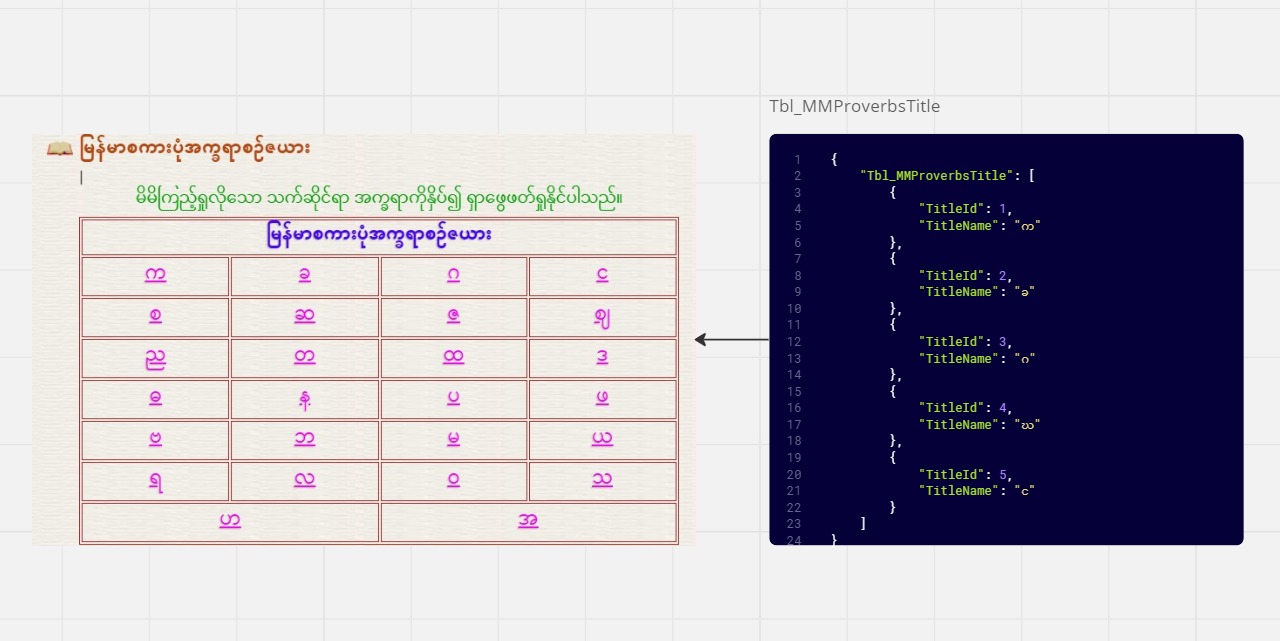 မြန်မာစကားပုံအက္ခရာစဉ်ဇယား
မိမိကြည့်ရှုလိုသော သက်ဆိုင်ရာ အက္ခရာကိုနှိပ်၍ ရှာဖွေဖတ်ရှုနိုင်ပါသည်။
မြန်မာစကားပုံအက္ခရာစဉ်ဇယား
က ခ ဂ င
စ ဆ ဇ ဈ
ည တ ထ ဒ
ဓ န ပ ဖ
ဗ ဘ မ ယ
ရ လ ဝ သ
ဟ အ
Tbl_MMProverbsTitle
1 {
2 "Tbl_MMProverbsTitle": [
3 {
4 "TitleId": 1,
5 "TitleName": "က"
6 },
7 {
8 "TitleId": 2,
9 "TitleName": "ခ"
10 },
11 {
12 "TitleId": 3,
13 "TitleName": "ဂ"
14 },
15 {
16 "TitleId": 4,
17 "TitleName": "ဃ"
18 },
19 {
20 "TitleId": 5,
21 "TitleName": "င"
22 }
23 ]
24 }